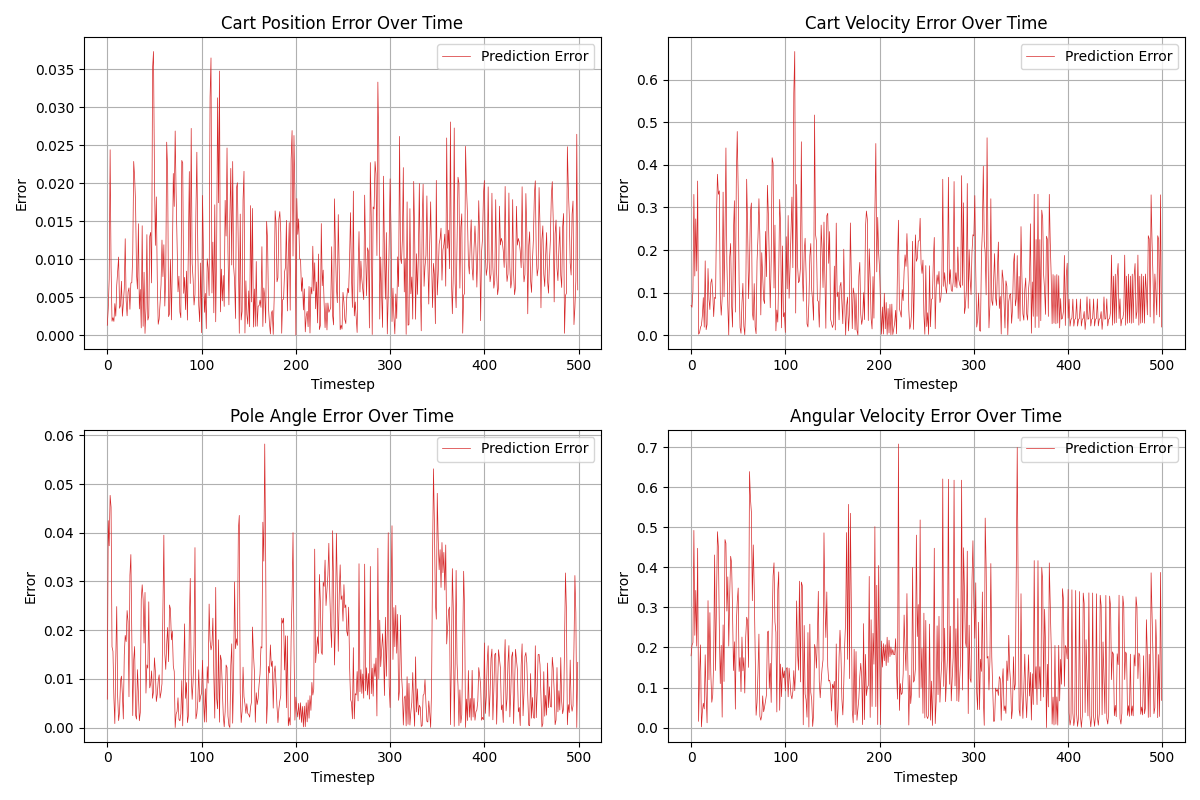 Cart Position Error Over Time
Prediction Error
Error
0.035
0.030
0.025
0.020
0.015
0.010
0.005
0.000
0 100 200 300 400 500
Timestep
Cart Velocity Error Over Time
Prediction Error
Error
0.6
0.5
0.4
0.3
0.2
0.1
0.0
0 100 200 300 400 500
Timestep
Pole Angle Error Over Time
Prediction Error
Error
0.06
0.05
0.04
0.03
0.02
0.01
0.00
0 100 200 300 400 500
Timestep
Angular Velocity Error Over Time
Prediction Error
Error
0.7
0.6
0.5
0.4
0.3
0.2
0.1
0.0
0 100 200 300 400 500
Timestep